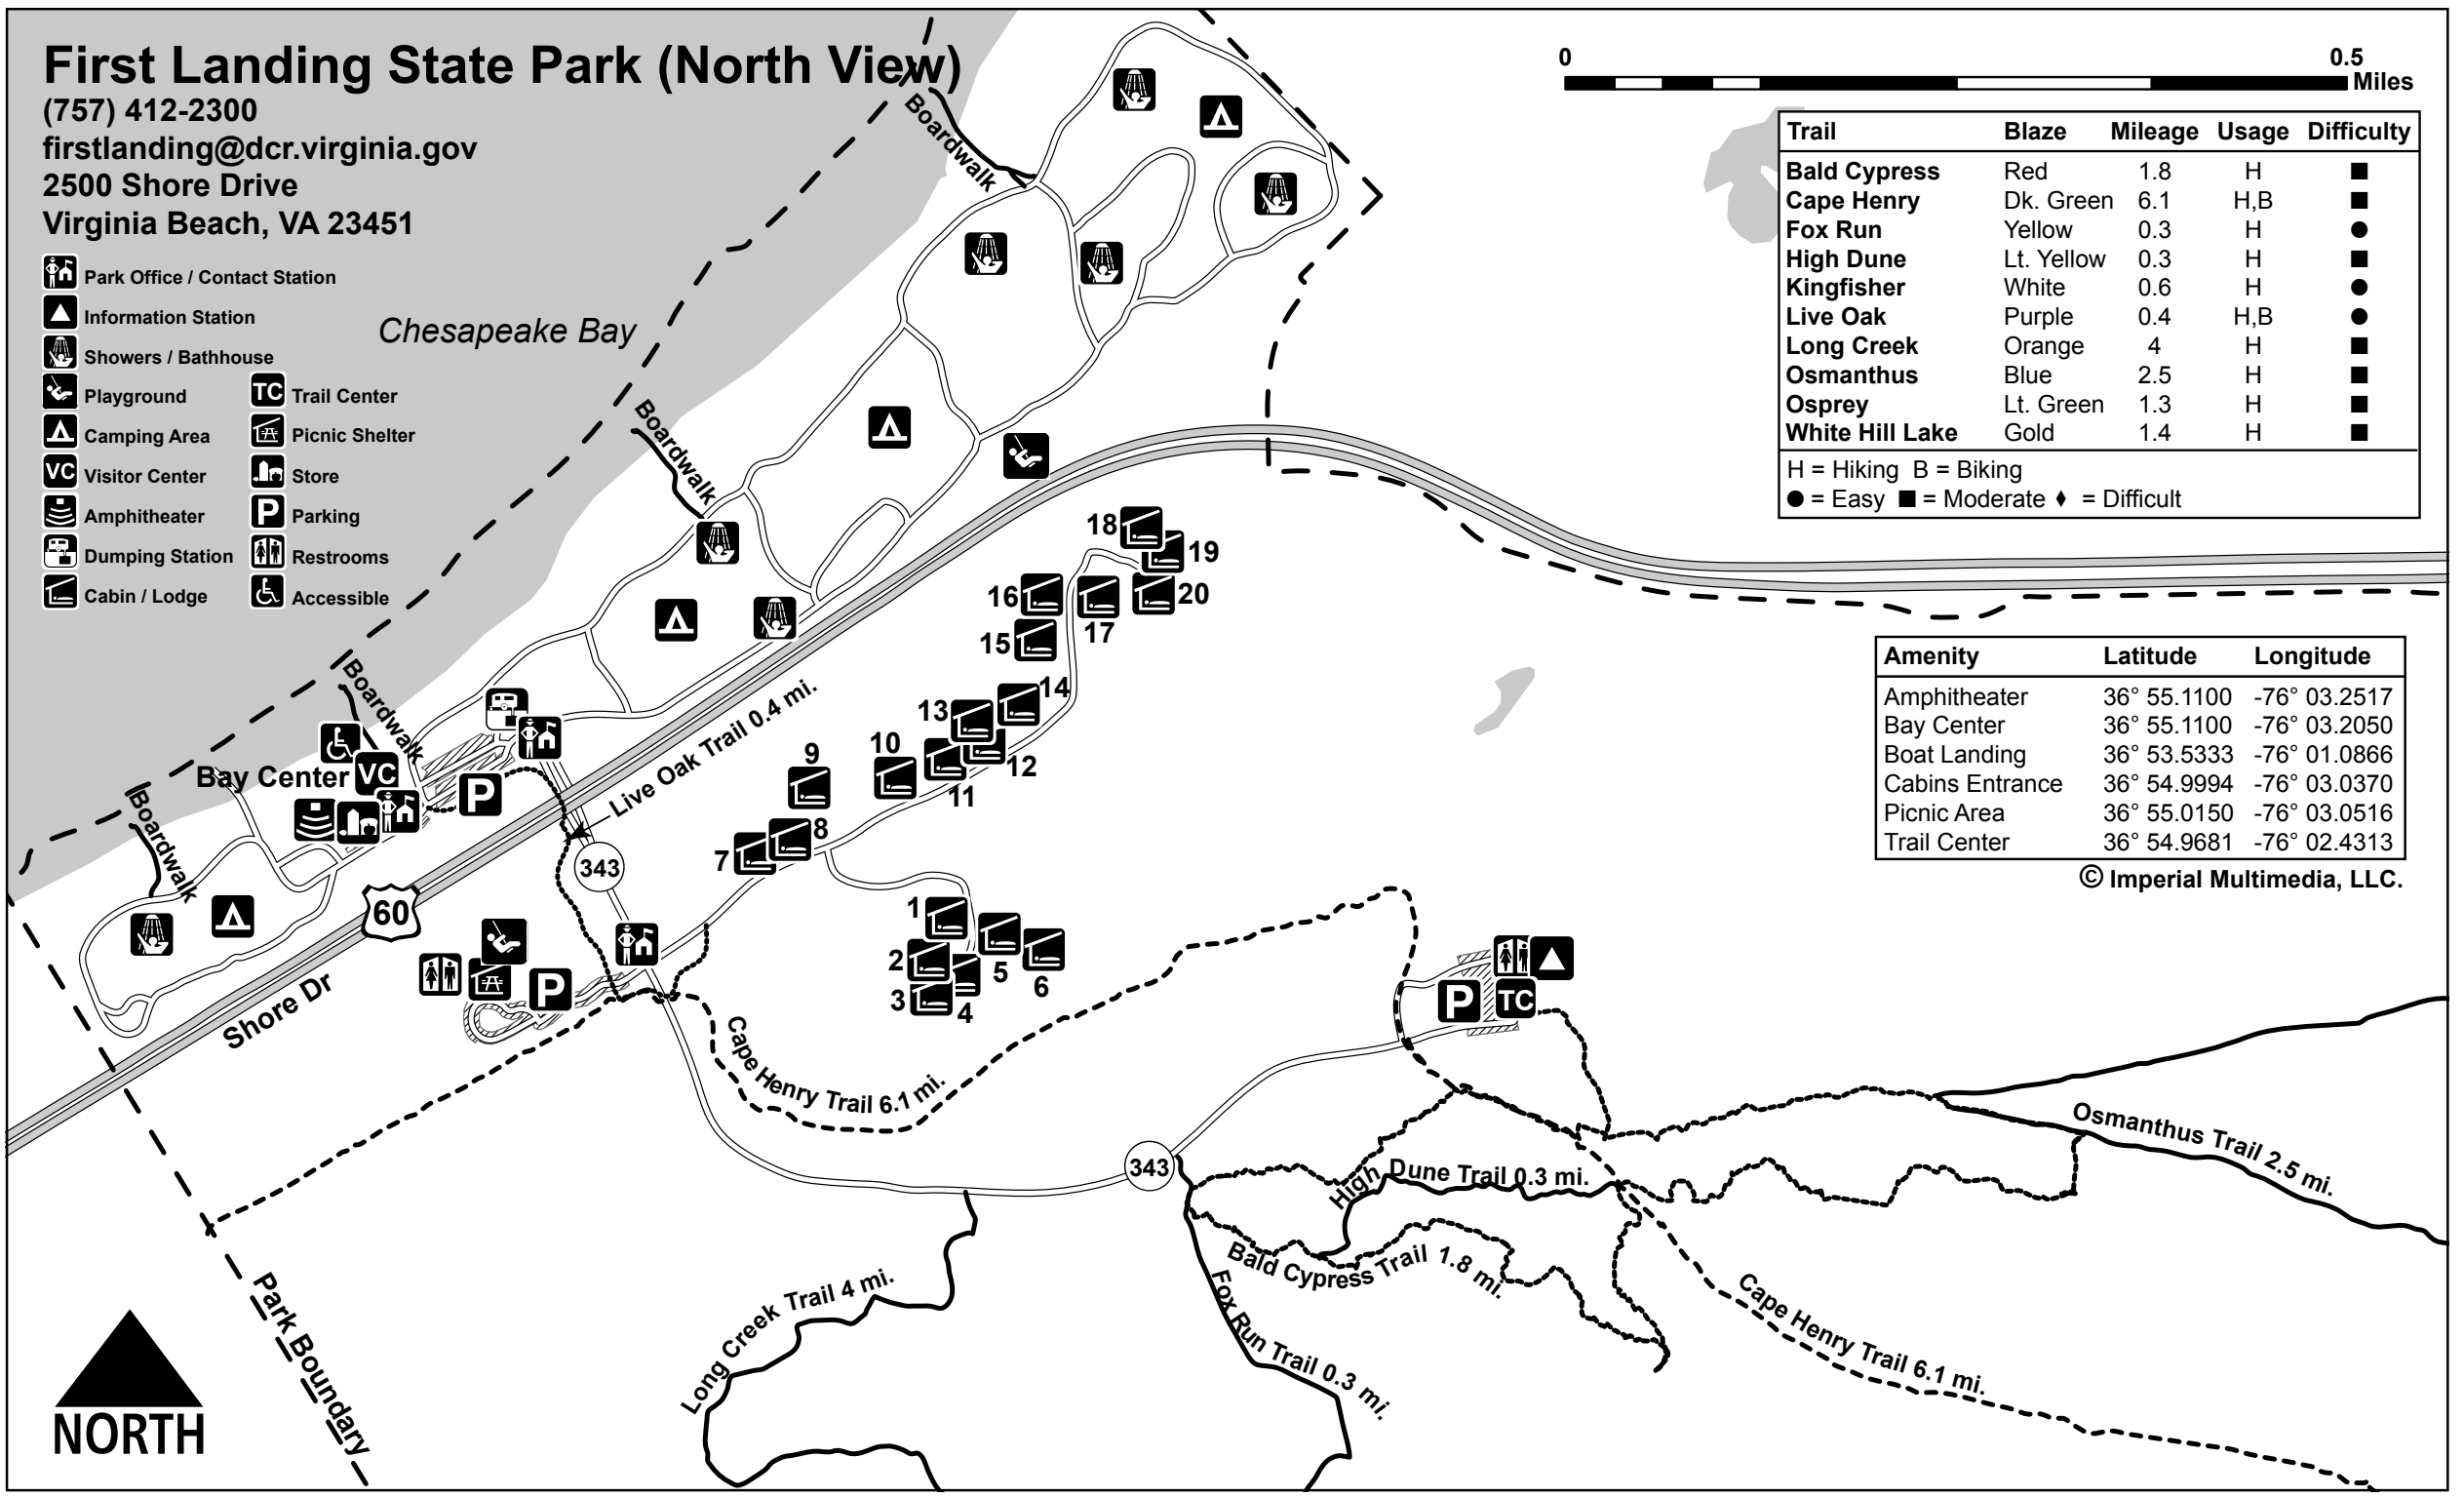 First Landing State Park (North View)
(757) 412-2300
firstlanding@dcr.virginia.gov
2500 Shore Drive
Virginia Beach, VA 23451
Park Office / Contact Station
Information Station
Showers / Bathhouse
Playground
Camping Area
VC Visitor Center
Amphitheater
Dumping Station
Cabin / Lodge
TC Trail Center
Picnic Shelter
Store
P Parking
Restrooms
Accessible
Chesapeake Bay
Boardwalk
Boardwalk
Boardwalk
Boardwalk
0 0.5
Miles
Trail Blaze Mileage Usage Difficulty
Bald Cypress Red 1.8 H ■
Cape Henry Dk. Green 6.1 H,B ■
Fox Run Yellow 0.3 H ●
High Dune Lt. Yellow 0.3 H ■
Kingfisher White 0.6 H ●
Live Oak Purple 0.4 H,B ●
Long Creek Orange 4 H ■
Osmanthus Blue 2.5 H ■
Osprey Lt. Green 1.3 H ■
White Hill Lake Gold 1.4 H ■
H = Hiking B = Biking
● = Easy ■ = Moderate ♦ = Difficult
Amenity Latitude Longitude
Amphitheater 36° 55.1100 -76° 03.2517
Bay Center 36° 55.1100 -76° 03.2050
Boat Landing 36° 53.5333 -76° 01.0866
Cabins Entrance 36° 54.9994 -76° 03.0370
Picnic Area 36° 55.0150 -76° 03.0516
Trail Center 36° 54.9681 -76° 02.4313
© Imperial Multimedia, LLC.
18
19
16
20
17
15
14
13
12
10
11
9
8
7
1
2
3
4
5
6
Bay Center
VC
P
Live Oak Trail 0.4 mi.
343
60
Shore Dr
P
P
TC
Cape Henry Trail 6.1 mi.
343
High Dune Trail 0.3 mi.
Osmanthus Trail 2.5 mi.
Bald Cypress Trail 1.8 mi.
Fox Run Trail 0.3 mi.
Long Creek Trail 4 mi.
Cape Henry Trail 6.1 mi.
Park Boundary
NORTH